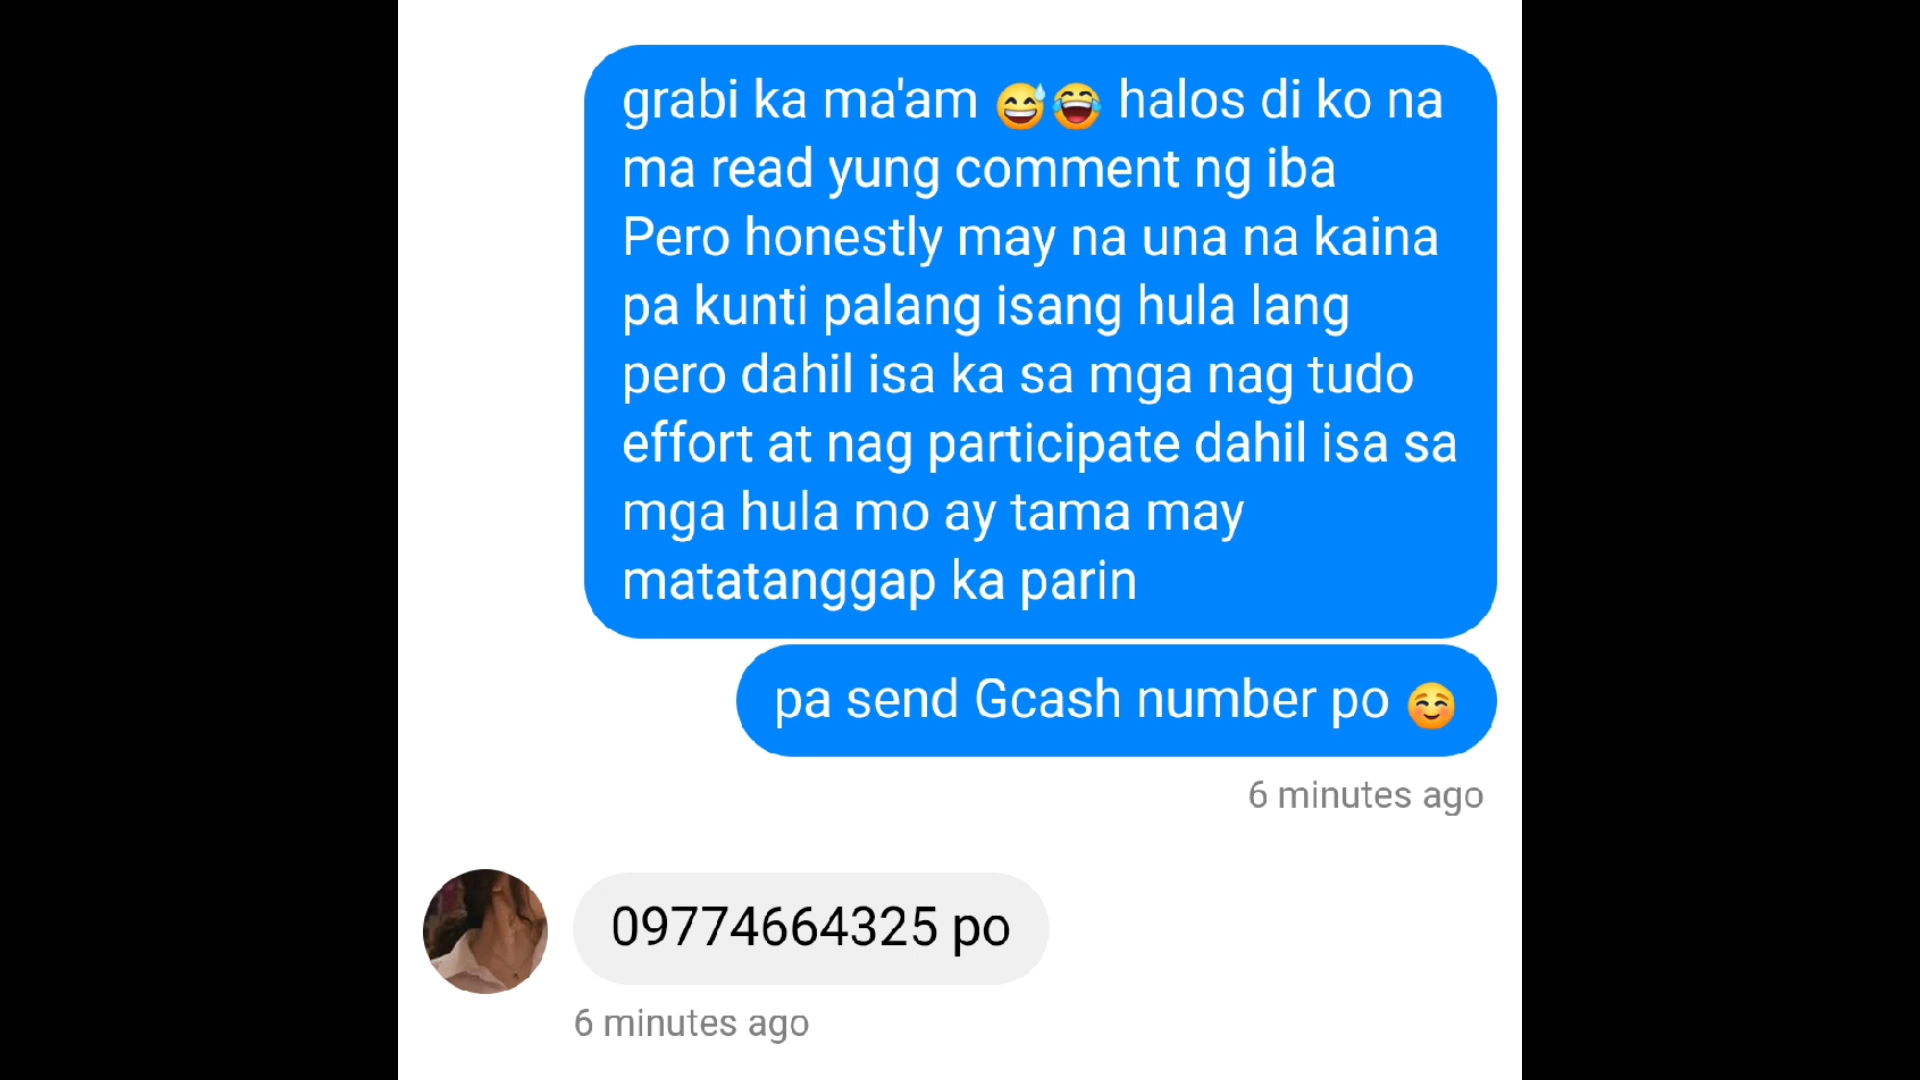 grabi ka ma'am 😅😂 halos di ko na
ma read yung comment ng iba
Pero honestly may na una na kaina
pa kunti palang isang hula lang
pero dahil isa ka sa mga nag tudo
effort at nag participate dahil isa sa
mga hula mo ay tama may
matatanggap ka parin
pa send Gcash number po ☺️
6 minutes ago
09774664325 po
6 minutes ago